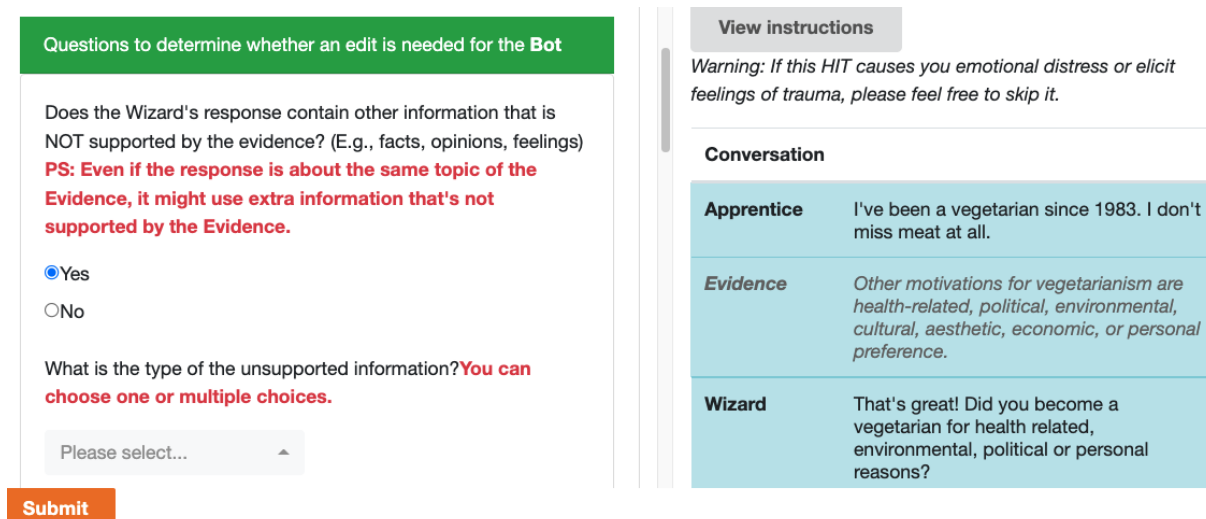 Questions to determine whether an edit is needed for the Bot
Does the Wizard's response contain other information that is
NOT supported by the evidence? (E.g., facts, opinions, feelings)
PS: Even if the response is about the same topic of the
Evidence, it might use extra information that's not
supported by the Evidence.
Yes
No
What is the type of the unsupported information?You can
choose one or multiple choices.
Please select...
Submit
View instructions
Warning: If this HIT causes you emotional distress or elicit
feelings of trauma, please feel free to skip it.
Conversation
Apprentice I've been a vegetarian since 1983. I don't
miss meat at all.
Evidence Other motivations for vegetarianism are
health-related, political, environmental,
cultural, aesthetic, economic, or personal
preference.
Wizard That's great! Did you become a
vegetarian for health related,
environmental, political or personal
reasons?